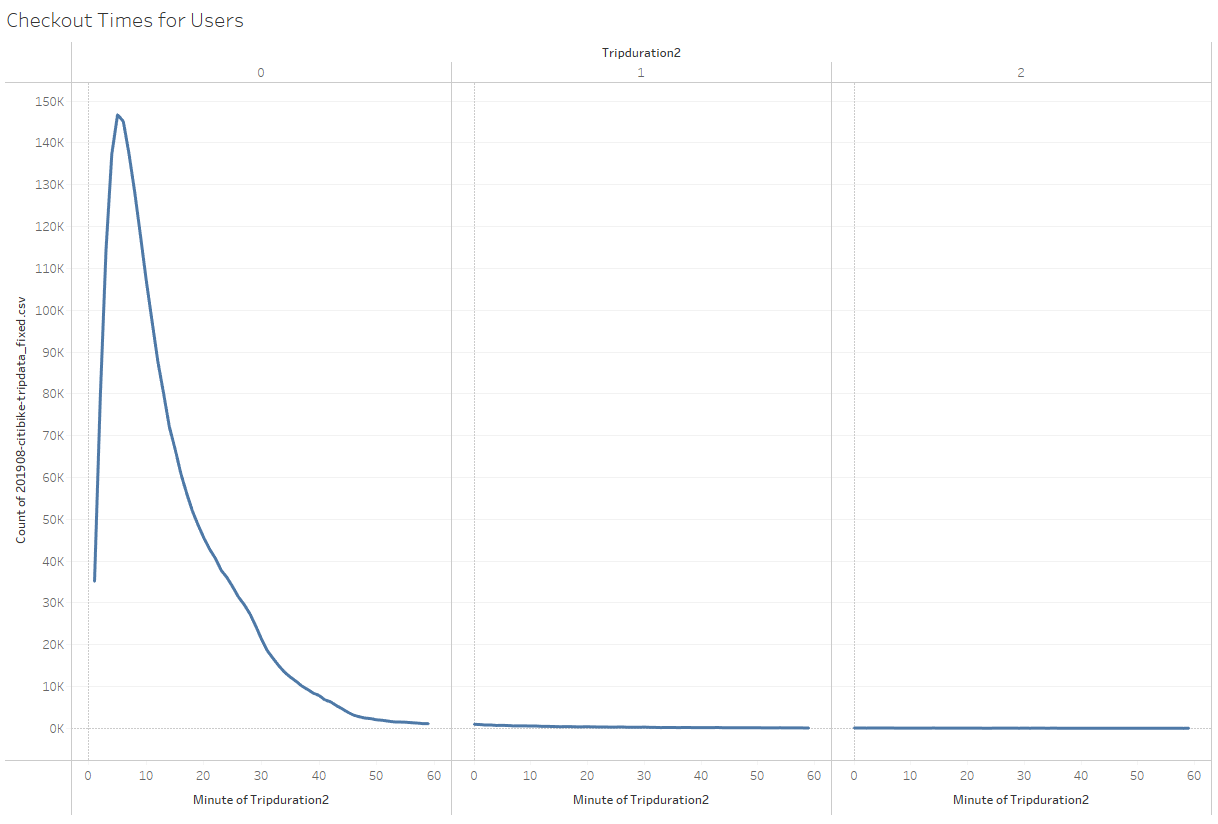 Checkout Times for Users
Tripduration2
0 1 2
Count of 201908-citibike-tripdata_fixed.csv
150K
140K
130K
120K
110K
100K
90K
80K
70K
60K
50K
40K
30K
20K
10K
0K
0 10 20 30 40 50 60 0 10 20 30 40 50 60 0 10 20 30 40 50 60
Minute of Tripduration2 Minute of Tripduration2 Minute of Tripduration2